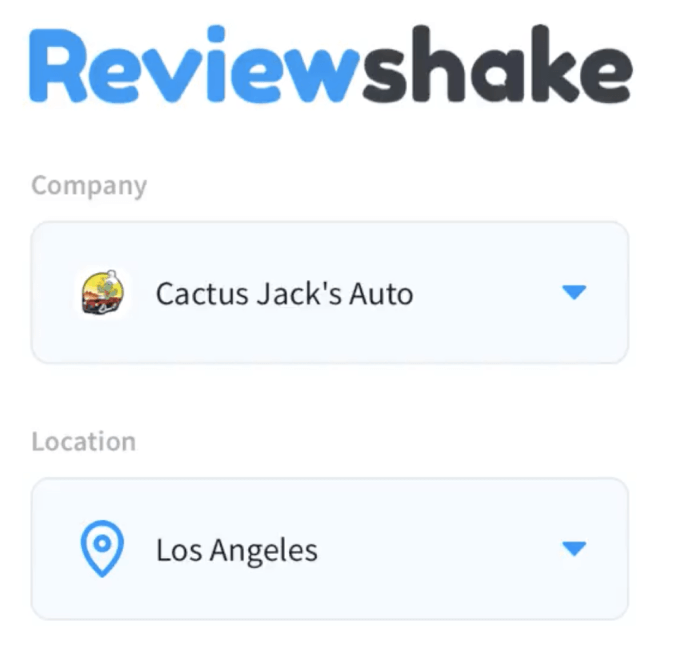 Reviewshake
Company
Cactus Jack's Auto
Location
Los Angeles